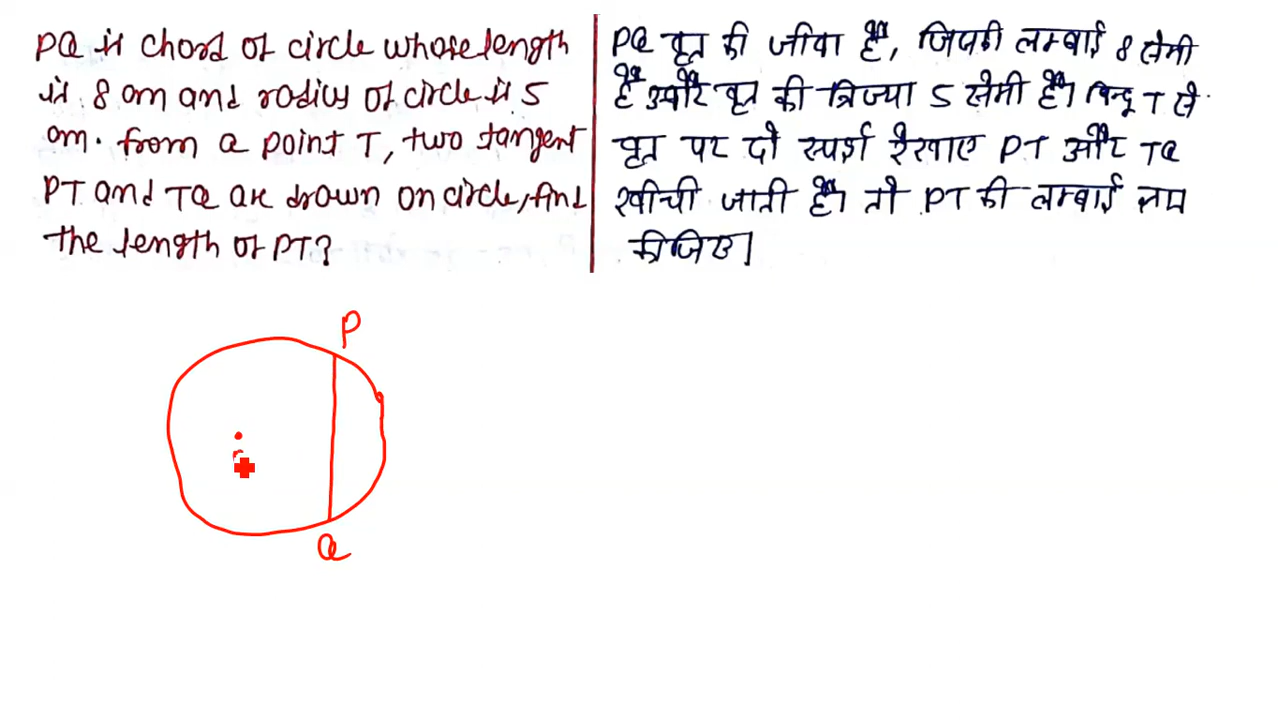 PQ is chord of circle whose length
is 8 cm and radius of circle is 5
cm. from a point T, two tangent
PT and TQ are drown on circle, find
the length of PT?
PQ वृत्त की जीवा है, जिसकी लम्बाई 8 सेमी
है और वृत्त की त्रिज्या 5 सेमी है। बिन्दू T से
वृत्त पर दो स्पर्श रेखाए PT और TQ
खीची जाती है। तो PT की लम्बाई ज्ञात
कीजिए।
P
Q